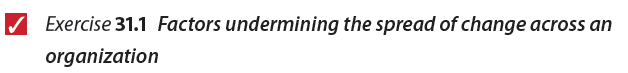 Exercise 31.1 Factors undermining the spread of change across an
organization